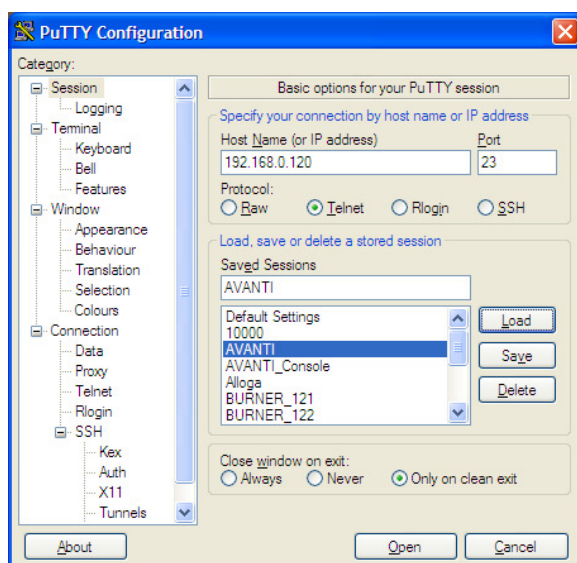 PuTTY Configuration
Category:
Session
Logging
Terminal
Keyboard
Bell
Features
Window
Appearance
Behaviour
Translation
Selection
Colours
Connection
Data
Proxy
Telnet
Rlogin
SSH
Kex
Auth
X11
Tunnels
Basic options for your PuTTY session
Specify your connection by host name or IP address
Host Name (or IP address) Port
192.168.0.120 23
Protocol:
Raw Telnet Rlogin SSH
Load, save or delete a stored session
Saved Sessions
AVANTI
Default Settings
10000
AVANTI
AVANTI_Console
Alloga
BURNER_121
BURNER_122
Load
Save
Delete
Close window on exit:
Always Never Only on clean exit
About Open Cancel